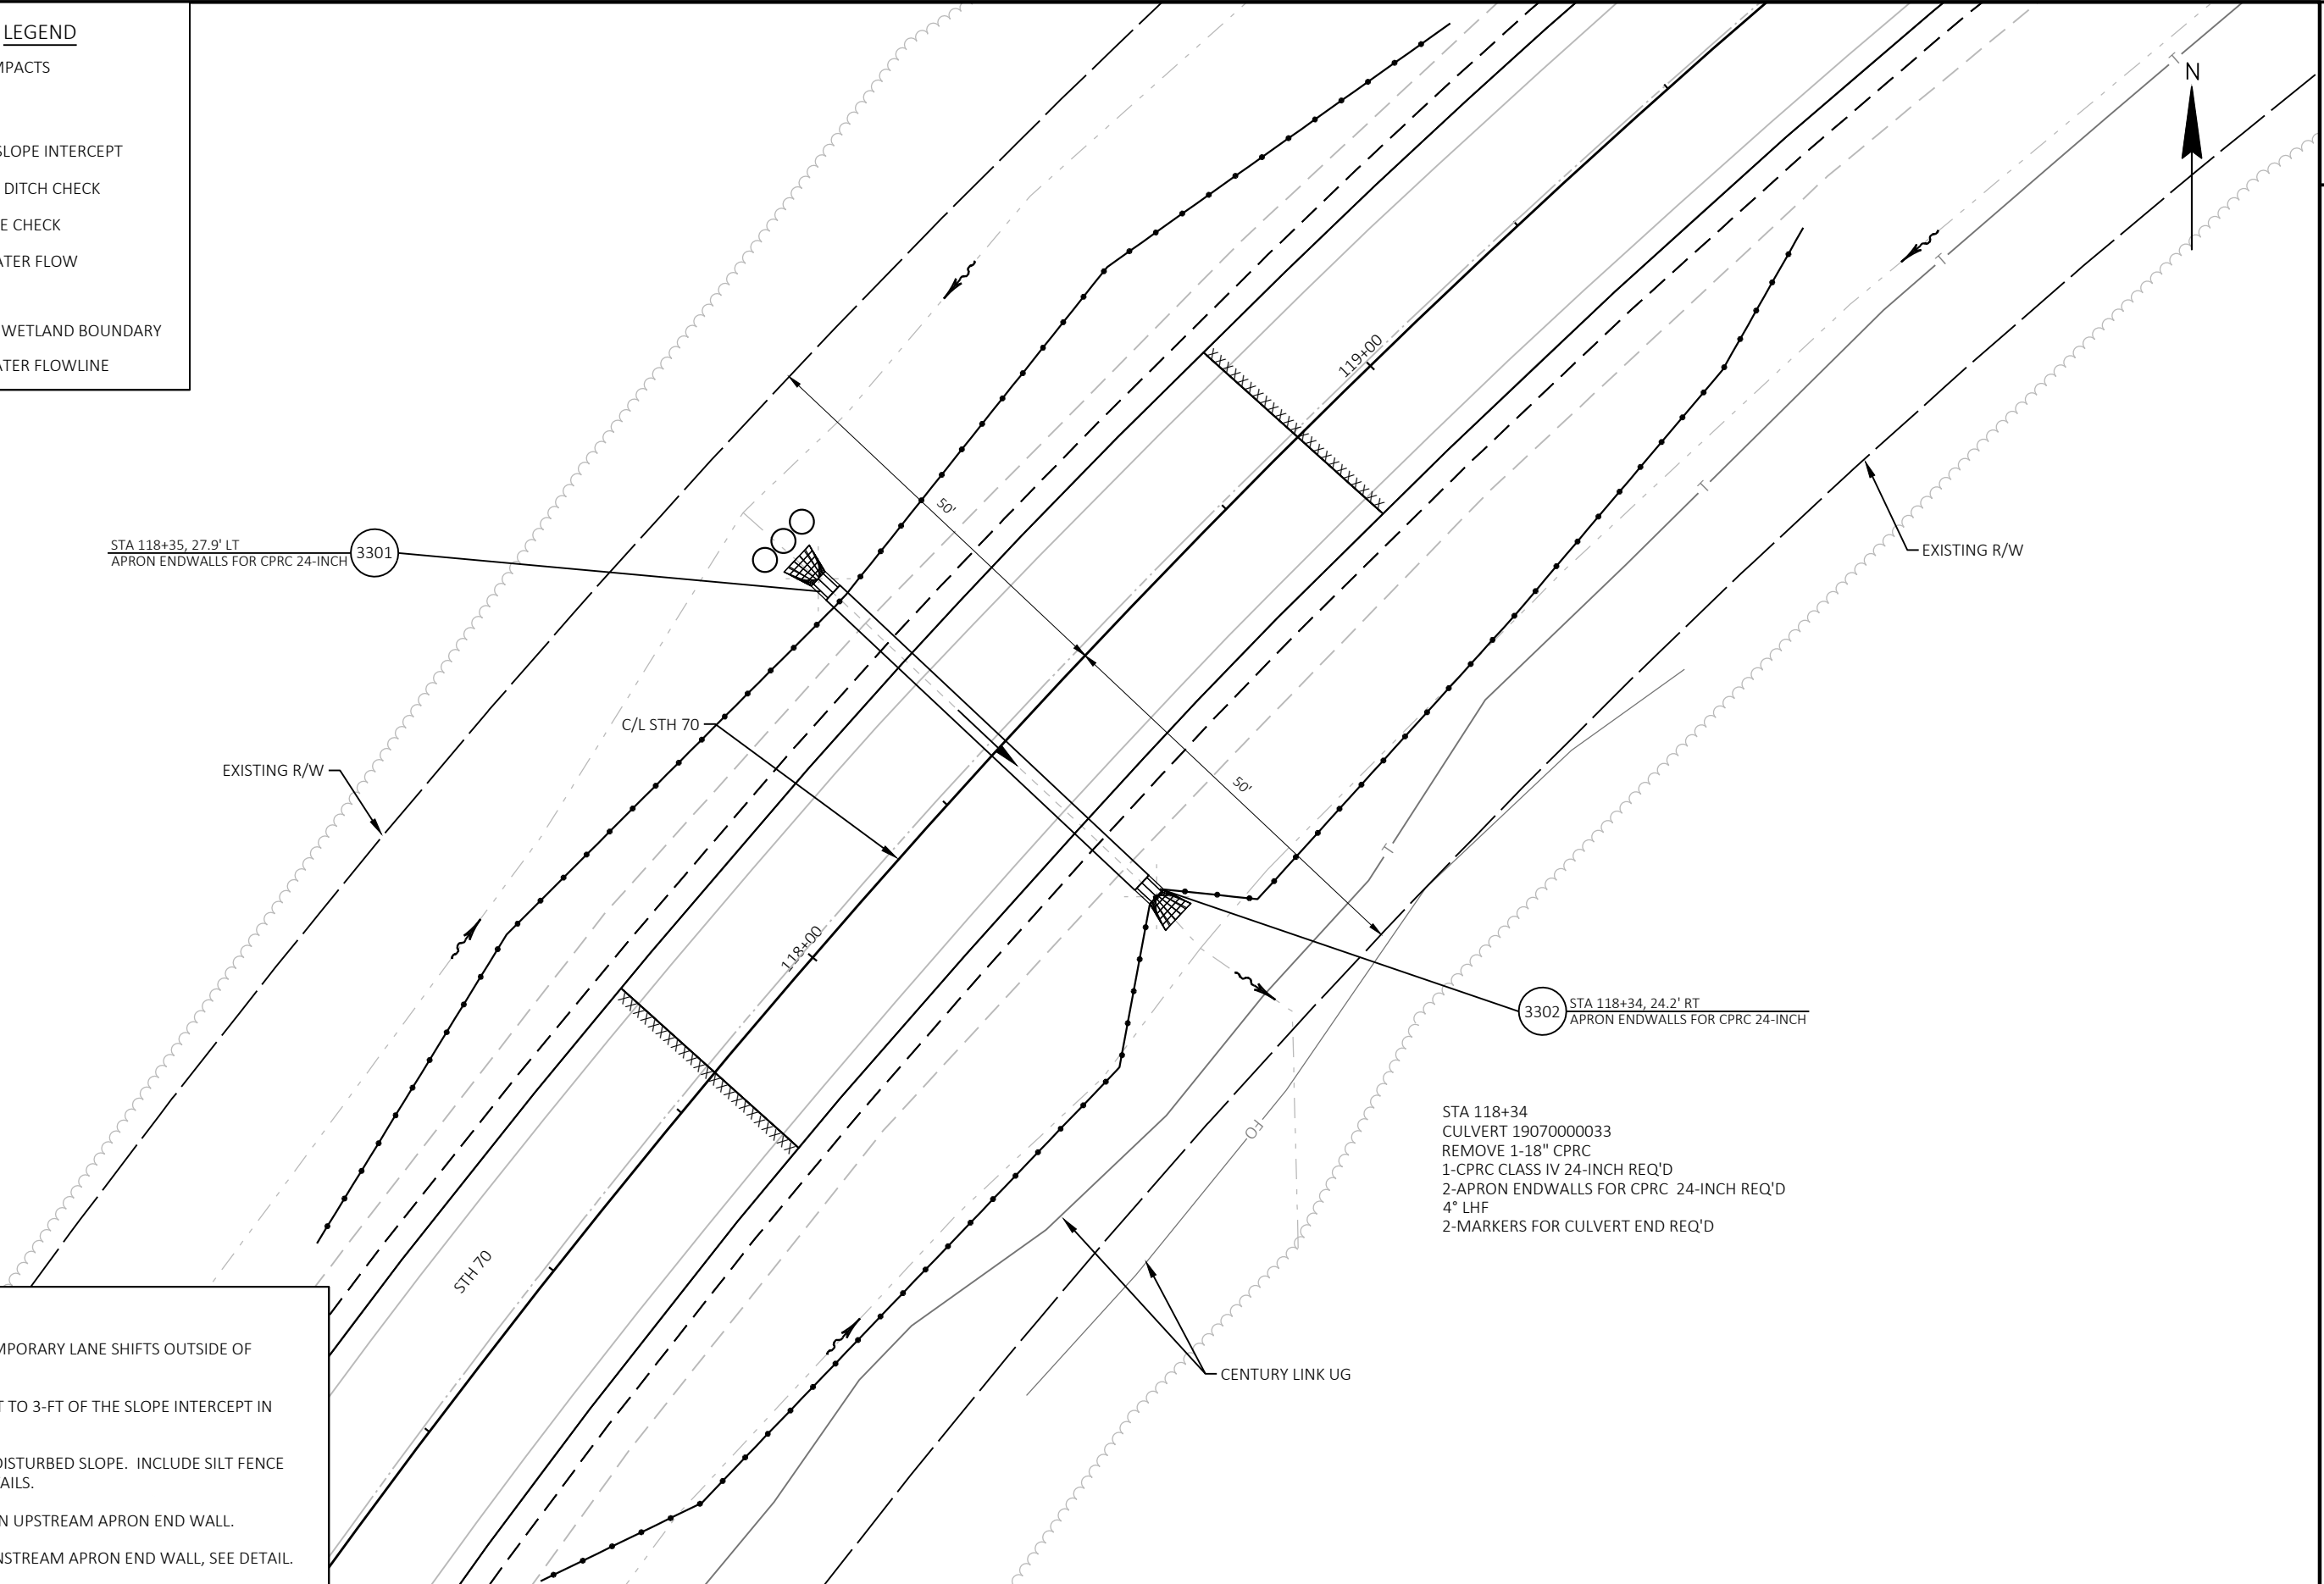 LEGEND
MPACTS
SLOPE INTERCEPT
DITCH CHECK
E CHECK
ATER FLOW
WETLAND BOUNDARY
ATER FLOWLINE
N
T
T
119+00
50'
T
STA 118+35, 27.9' LT
APRON ENDWALLS FOR CPRC 24-INCH
3301
EXISTING R/W
C/L STH 70
EXISTING R/W
50'
T
118+00
3302
STA 118+34, 24.2' RT
APRON ENDWALLS FOR CPRC 24-INCH
FO
STA 118+34
CULVERT 19070000033
REMOVE 1-18" CPRC
1-CPRC CLASS IV 24-INCH REQ'D
2-APRON ENDWALLS FOR CPRC 24-INCH REQ'D
4° LHF
2-MARKERS FOR CULVERT END REQ'D
STH 70
CENTURY LINK UG
MPORARY LANE SHIFTS OUTSIDE OF
T TO 3-FT OF THE SLOPE INTERCEPT IN
DISTURBED SLOPE. INCLUDE SILT FENCE
AILS.
N UPSTREAM APRON END WALL.
NSTREAM APRON END WALL, SEE DETAIL.